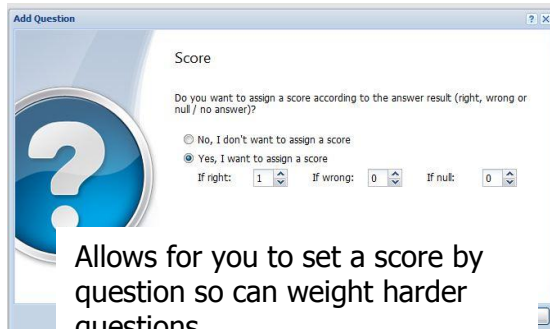 Add Question
Score
Do you want to assign a score according to the answer result (right, wrong or
null / no answer)?
No, I don't want to assign a score
Yes, I want to assign a score
If right: 1 If wrong: 0 If null: 0
Allows for you to set a score by
question so can weight harder
questions